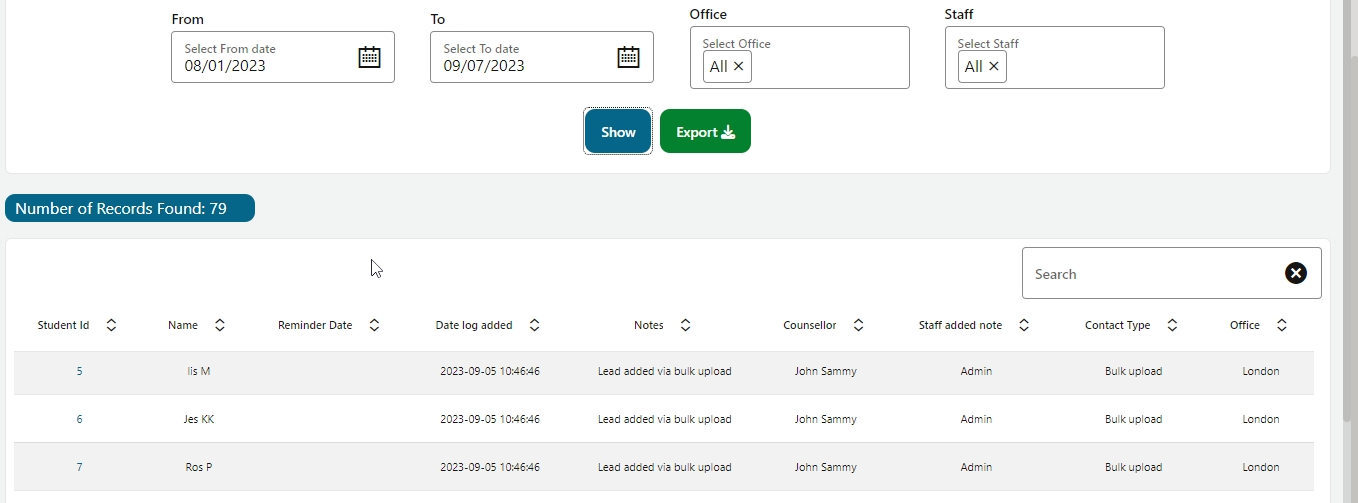 From To Office Staff
Select From date Select To date Select Office Select Staff
08/01/2023 09/07/2023 All × All ×
Show Export
Number of Records Found: 79
Search
Student Id Name Reminder Date Date log added Notes Counsellor Staff added note Contact Type Office
5 Iis M 2023-09-05 10:46:46 Lead added via bulk upload John Sammy Admin Bulk upload London
6 Jes KK 2023-09-05 10:46:46 Lead added via bulk upload John Sammy Admin Bulk upload London
7 Ros P 2023-09-05 10:46:46 Lead added via bulk upload John Sammy Admin Bulk upload London